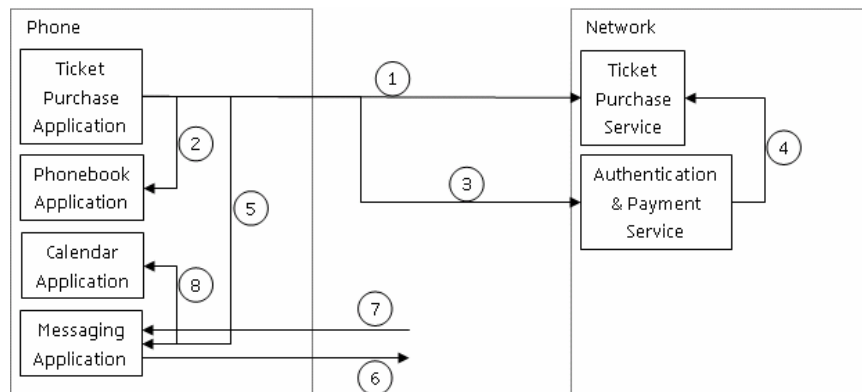 Phone
Network
Ticket
Purchase
Application
1
Ticket
Purchase
Service
2
Phonebook
Application
3
Authentication
& Payment
Service
4
5
Calendar
Application
8
7
Messaging
Application
6